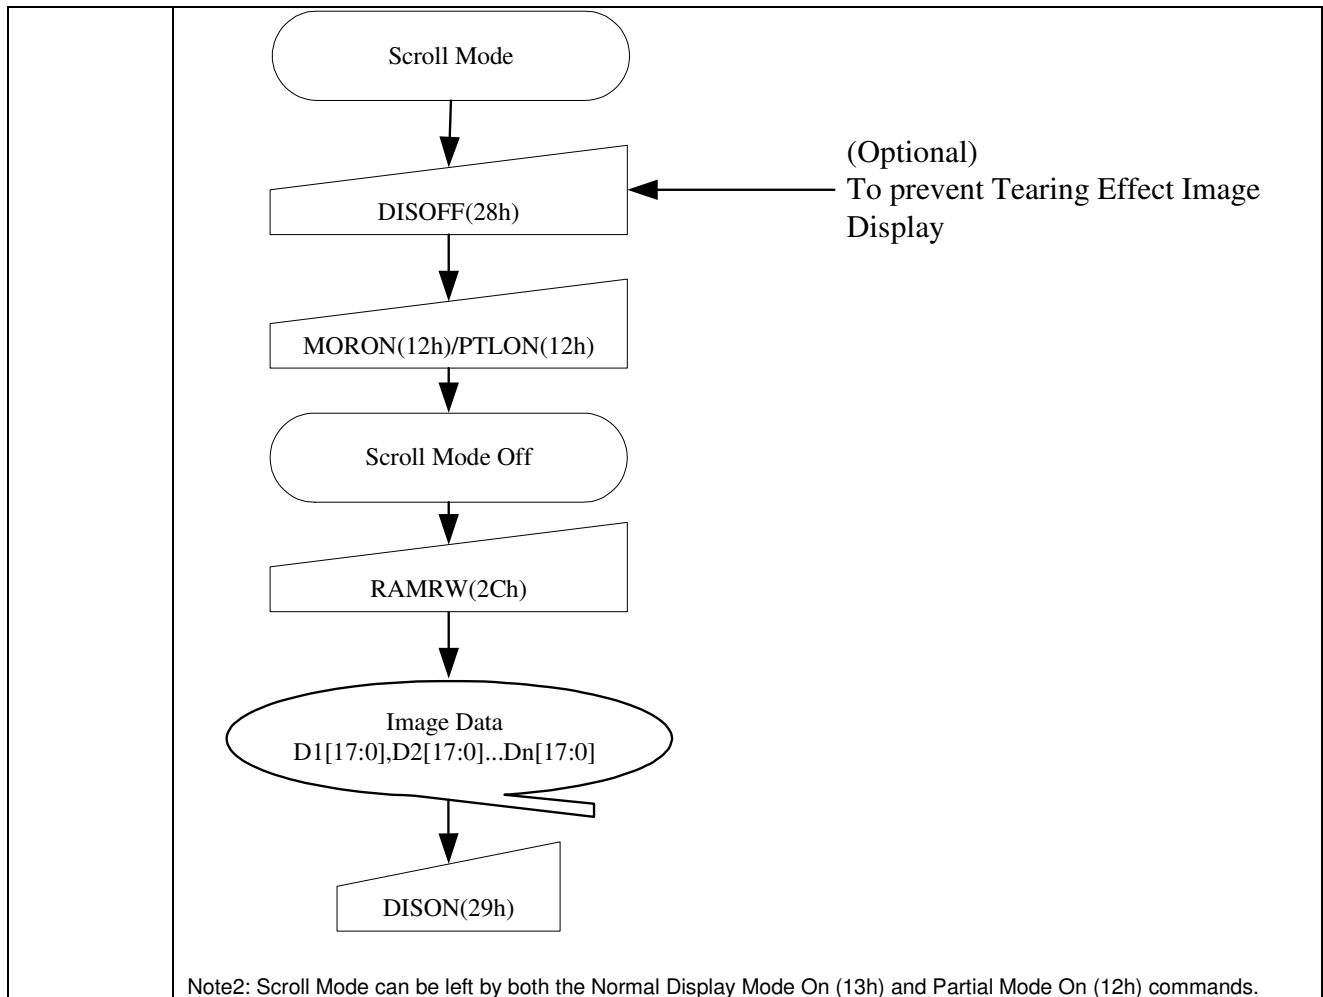 Scroll Mode
(Optional)
To prevent Tearing Effect Image
Display
DISOFF(28h)
MORON(12h)/PTLON(12h)
Scroll Mode Off
RAMRW(2Ch)
Image Data
D1[17:0],D2[17:0]...Dn[17:0]
DISON(29h)
Note2: Scroll Mode can be left by both the Normal Display Mode On (13h) and Partial Mode On (12h) commands.